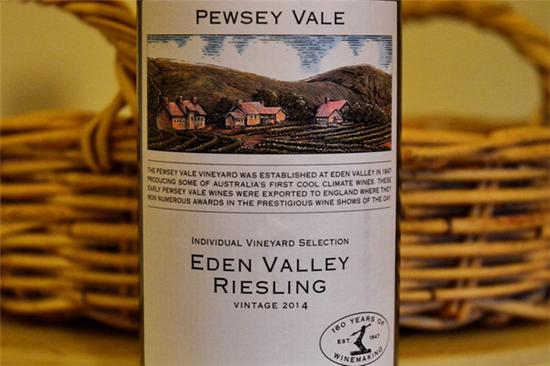 PEWSEY VALE
THE PEWSEY VALE VINEYARD WAS ESTABLISHED AT EDEN VALLEY IN 1847
PRODUCING SOME OF AUSTRALIA'S FIRST COOL CLIMATE WINES. THESE
EARLY PEWSEY VALE WINES WERE EXPORTED TO ENGLAND WHERE THEY
WON NUMEROUS AWARDS IN THE PRESTIGIOUS WINE SHOWS OF THE DAY
INDIVIDUAL VINEYARD SELECTION
EDEN VALLEY
RIESLING
VINTAGE 2014
160 YEARS OF
EST. 1847
WINEMAKING